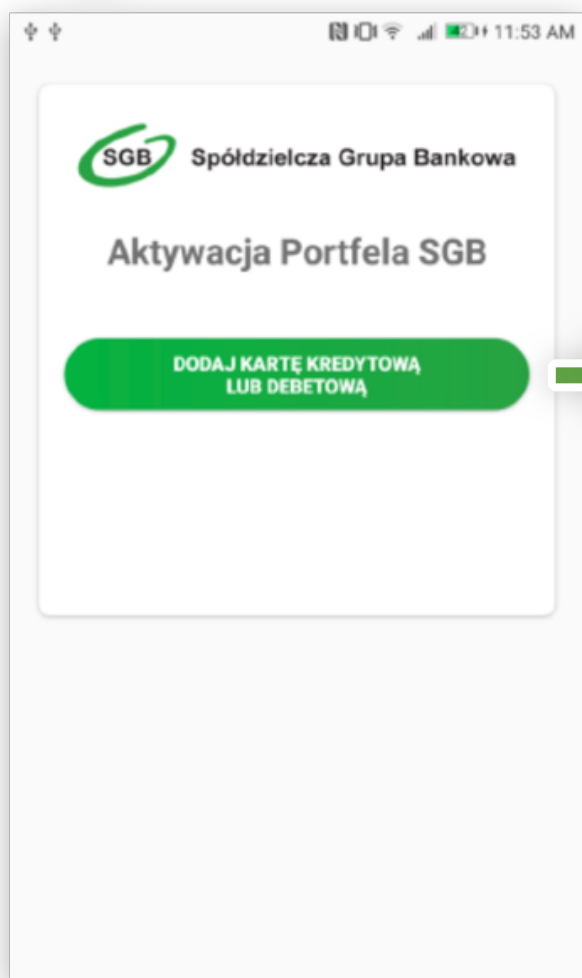 11:53 AM
SGB Spółdzielcza Grupa Bankowa
Aktywacja Portfela SGB
DODAJ KARTĘ KREDYTOWĄ
LUB DEBETOWĄ